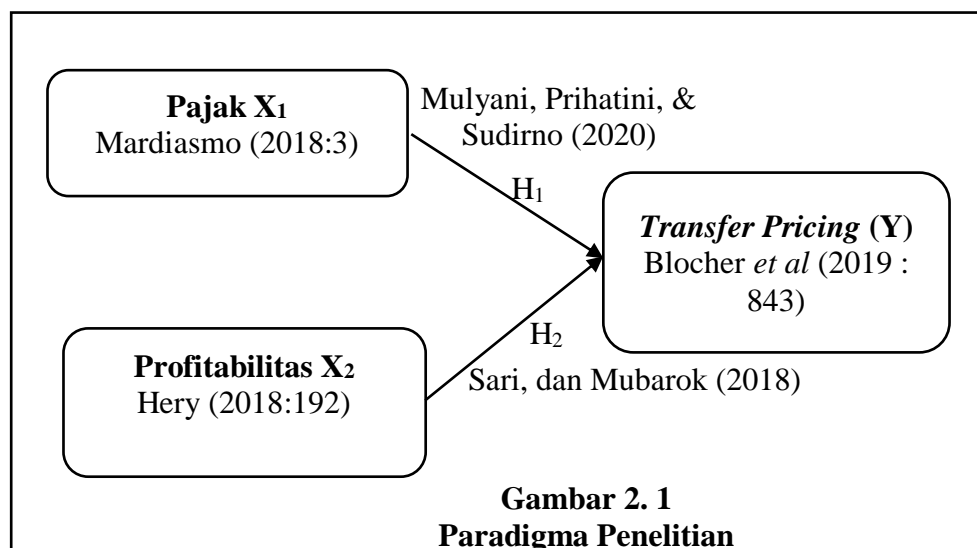 Pajak X1
Mardiasmo (2018:3)
Mulyani, Prihatini, &
Sudirno (2020)
H1
Transfer Pricing (Y)
Blocher et al (2019 :
843)
H2
Profitabilitas X2
Hery (2018:192)
Sari, dan Mubarok (2018)
Gambar 2. 1
Paradigma Penelitian